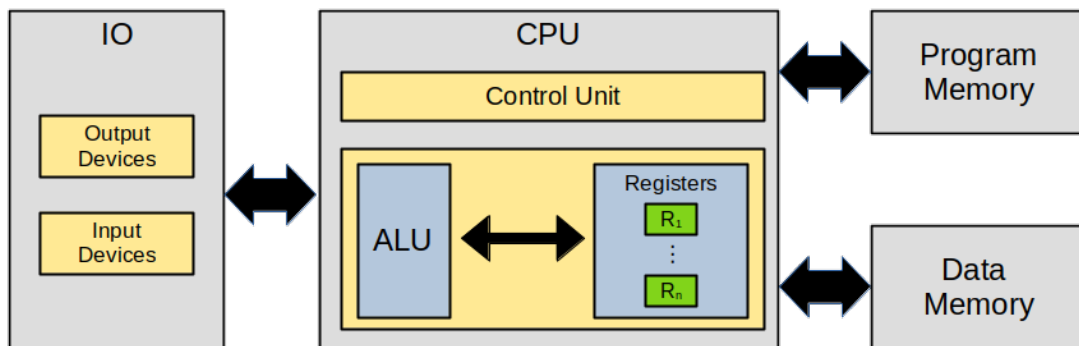 IO
Output
Devices
Input
Devices
CPU
Control Unit
ALU
Registers
R₁
⋮
Rₙ
Program
Memory
Data
Memory